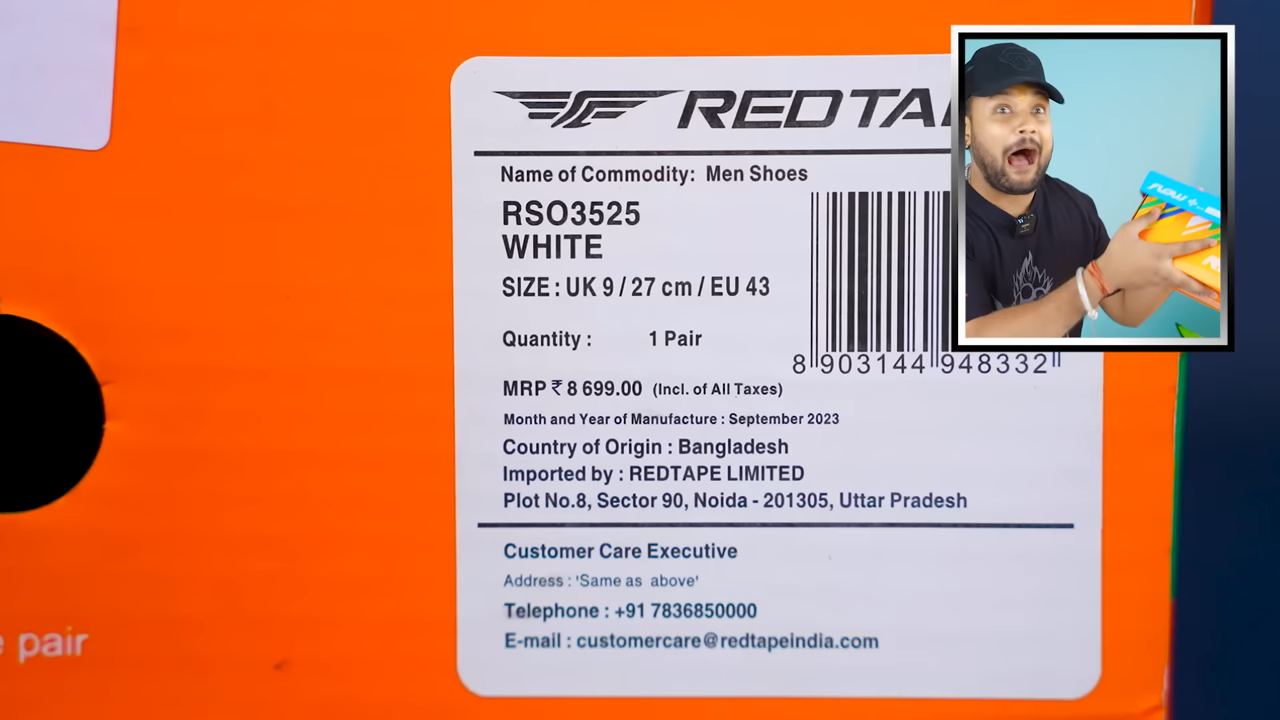 REDTA
Name of Commodity: Men Shoes
RSO3525
WHITE
SIZE : UK 9 / 27 cm / EU 43
Quantity : 1 Pair
8 903144 948332
MRP ₹ 8 699.00 (Incl. of All Taxes)
Month and Year of Manufacture : September 2023
Country of Origin : Bangladesh
Imported by : REDTAPE LIMITED
Plot No.8, Sector 90, Noida - 201305, Uttar Pradesh
Customer Care Executive
Address : 'Same as above'
Telephone : +91 7836850000
E-mail : customercare@redtapeindia.com
pair
flow +